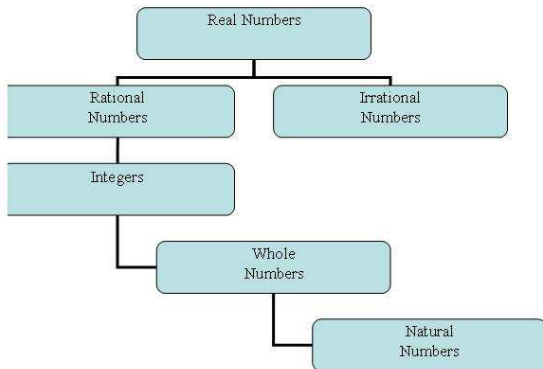 Real Numbers
Rational
Numbers
Irrational
Numbers
Integers
Whole
Numbers
Natural
Numbers